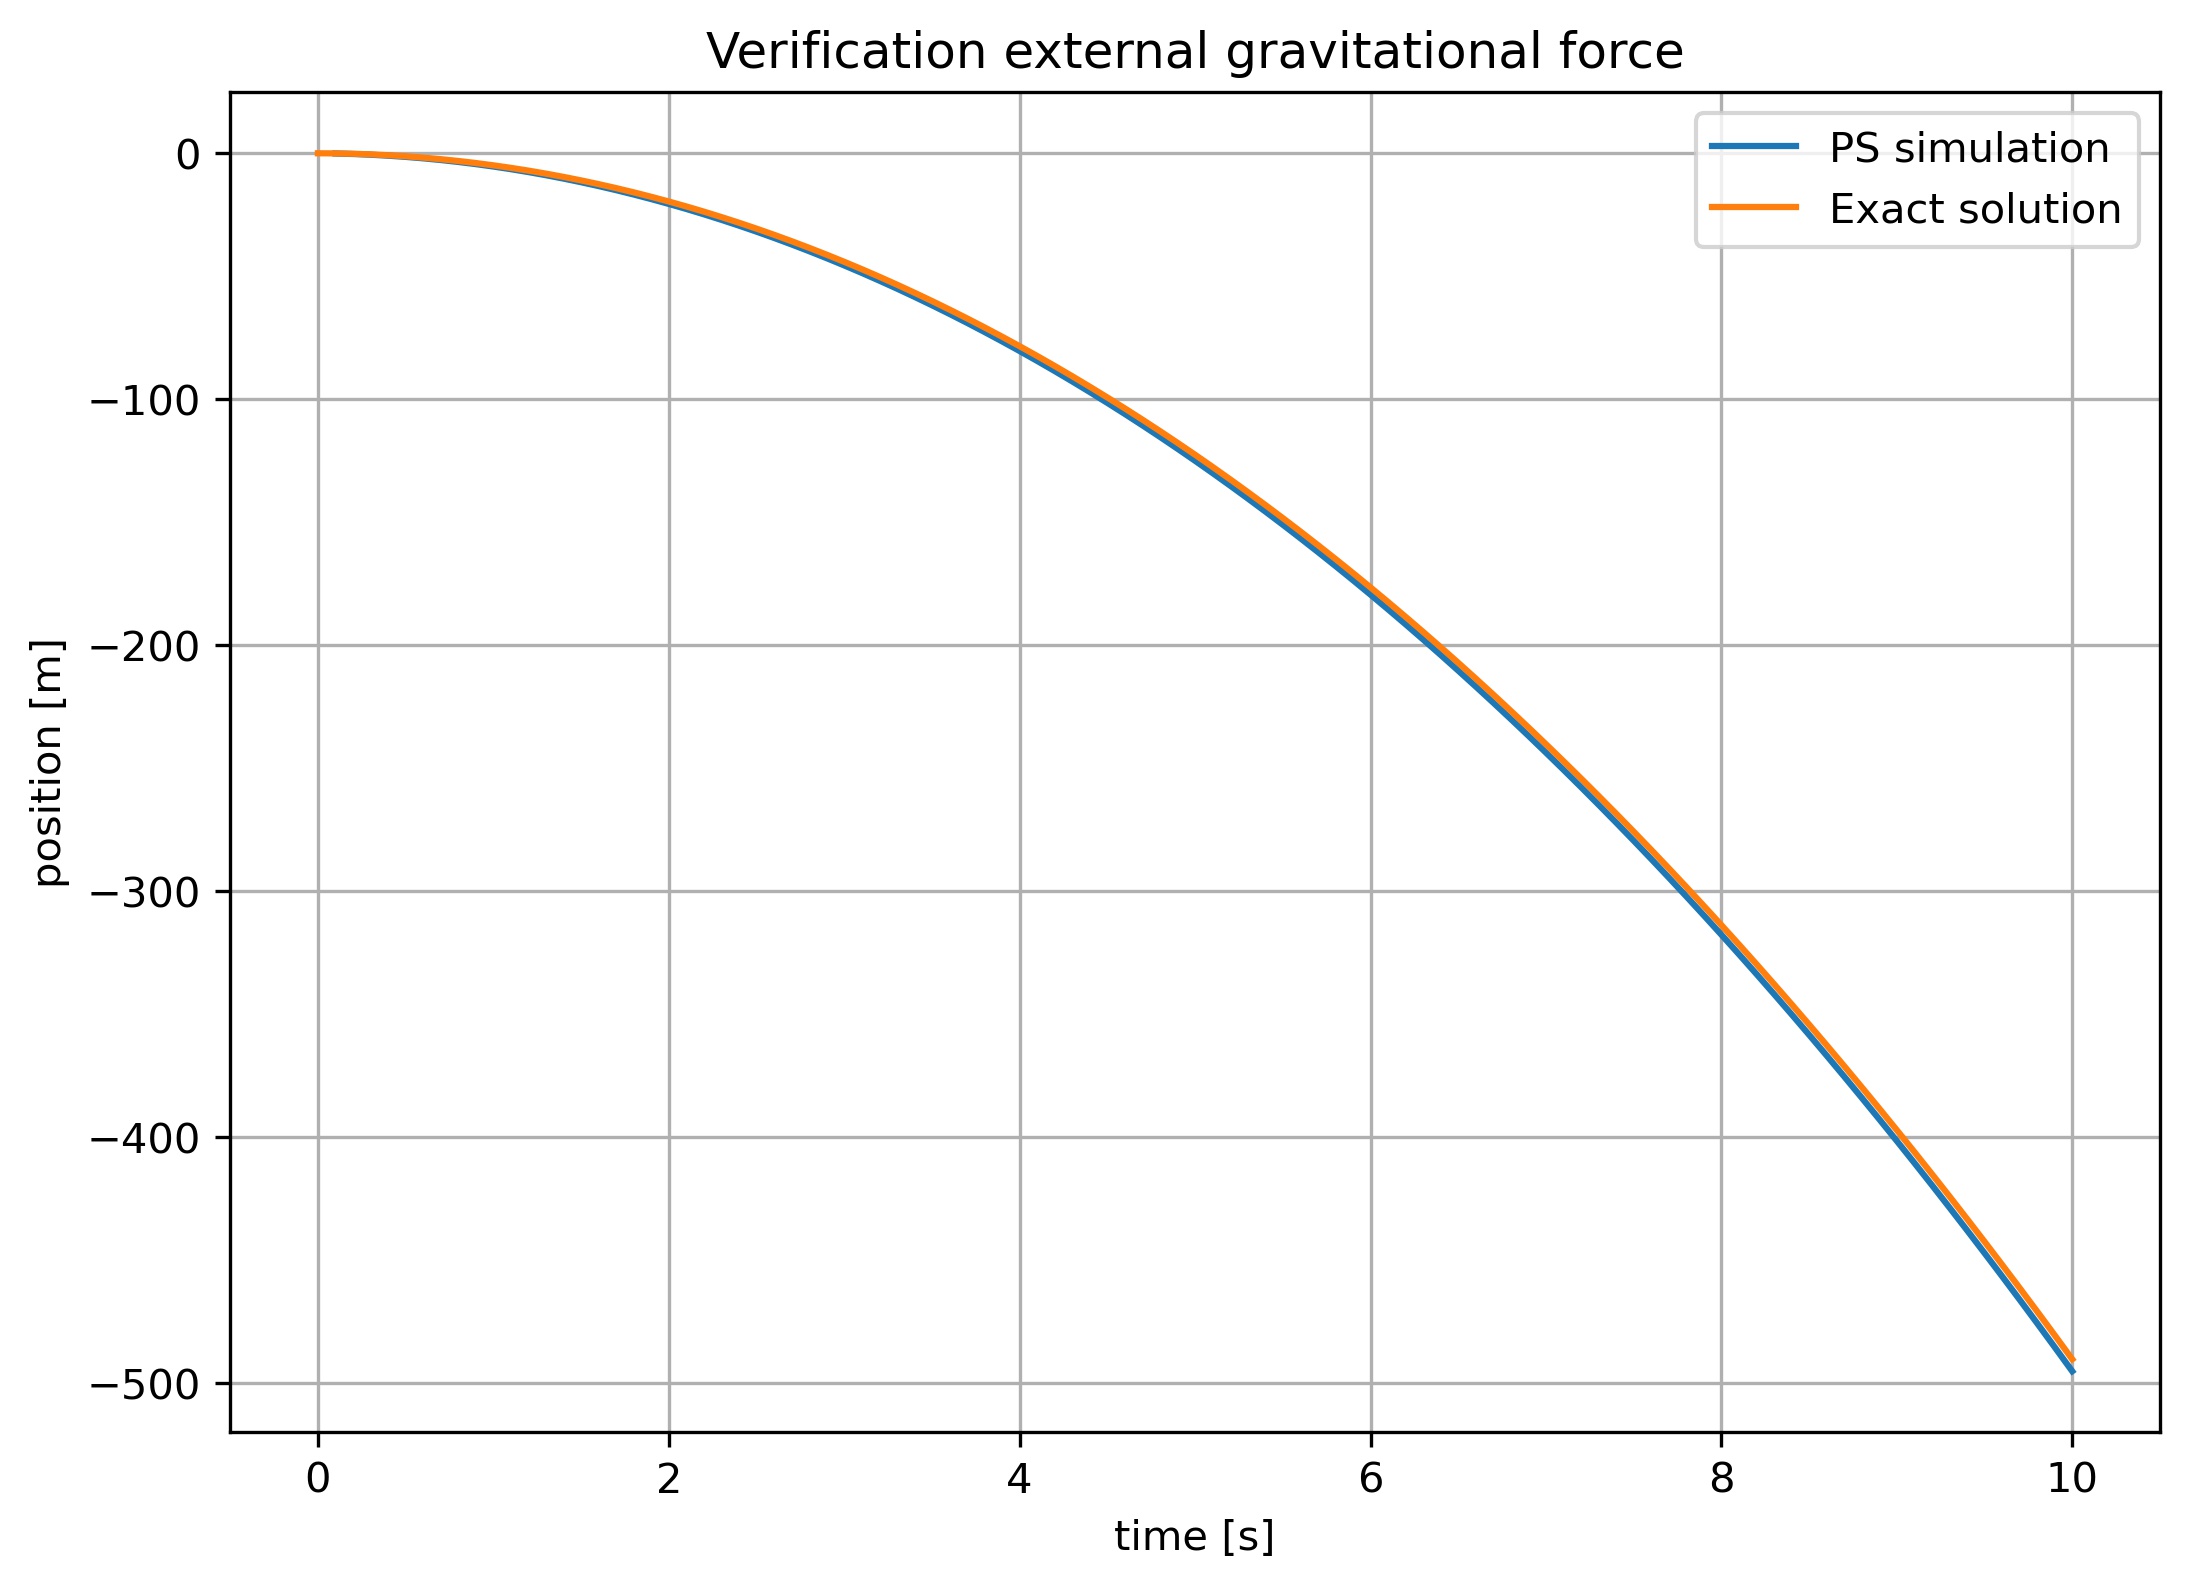 Verification external gravitational force
PS simulation
Exact solution
0
−100
−200
−300
−400
−500
position [m]
0 2 4 6 8 10
time [s]